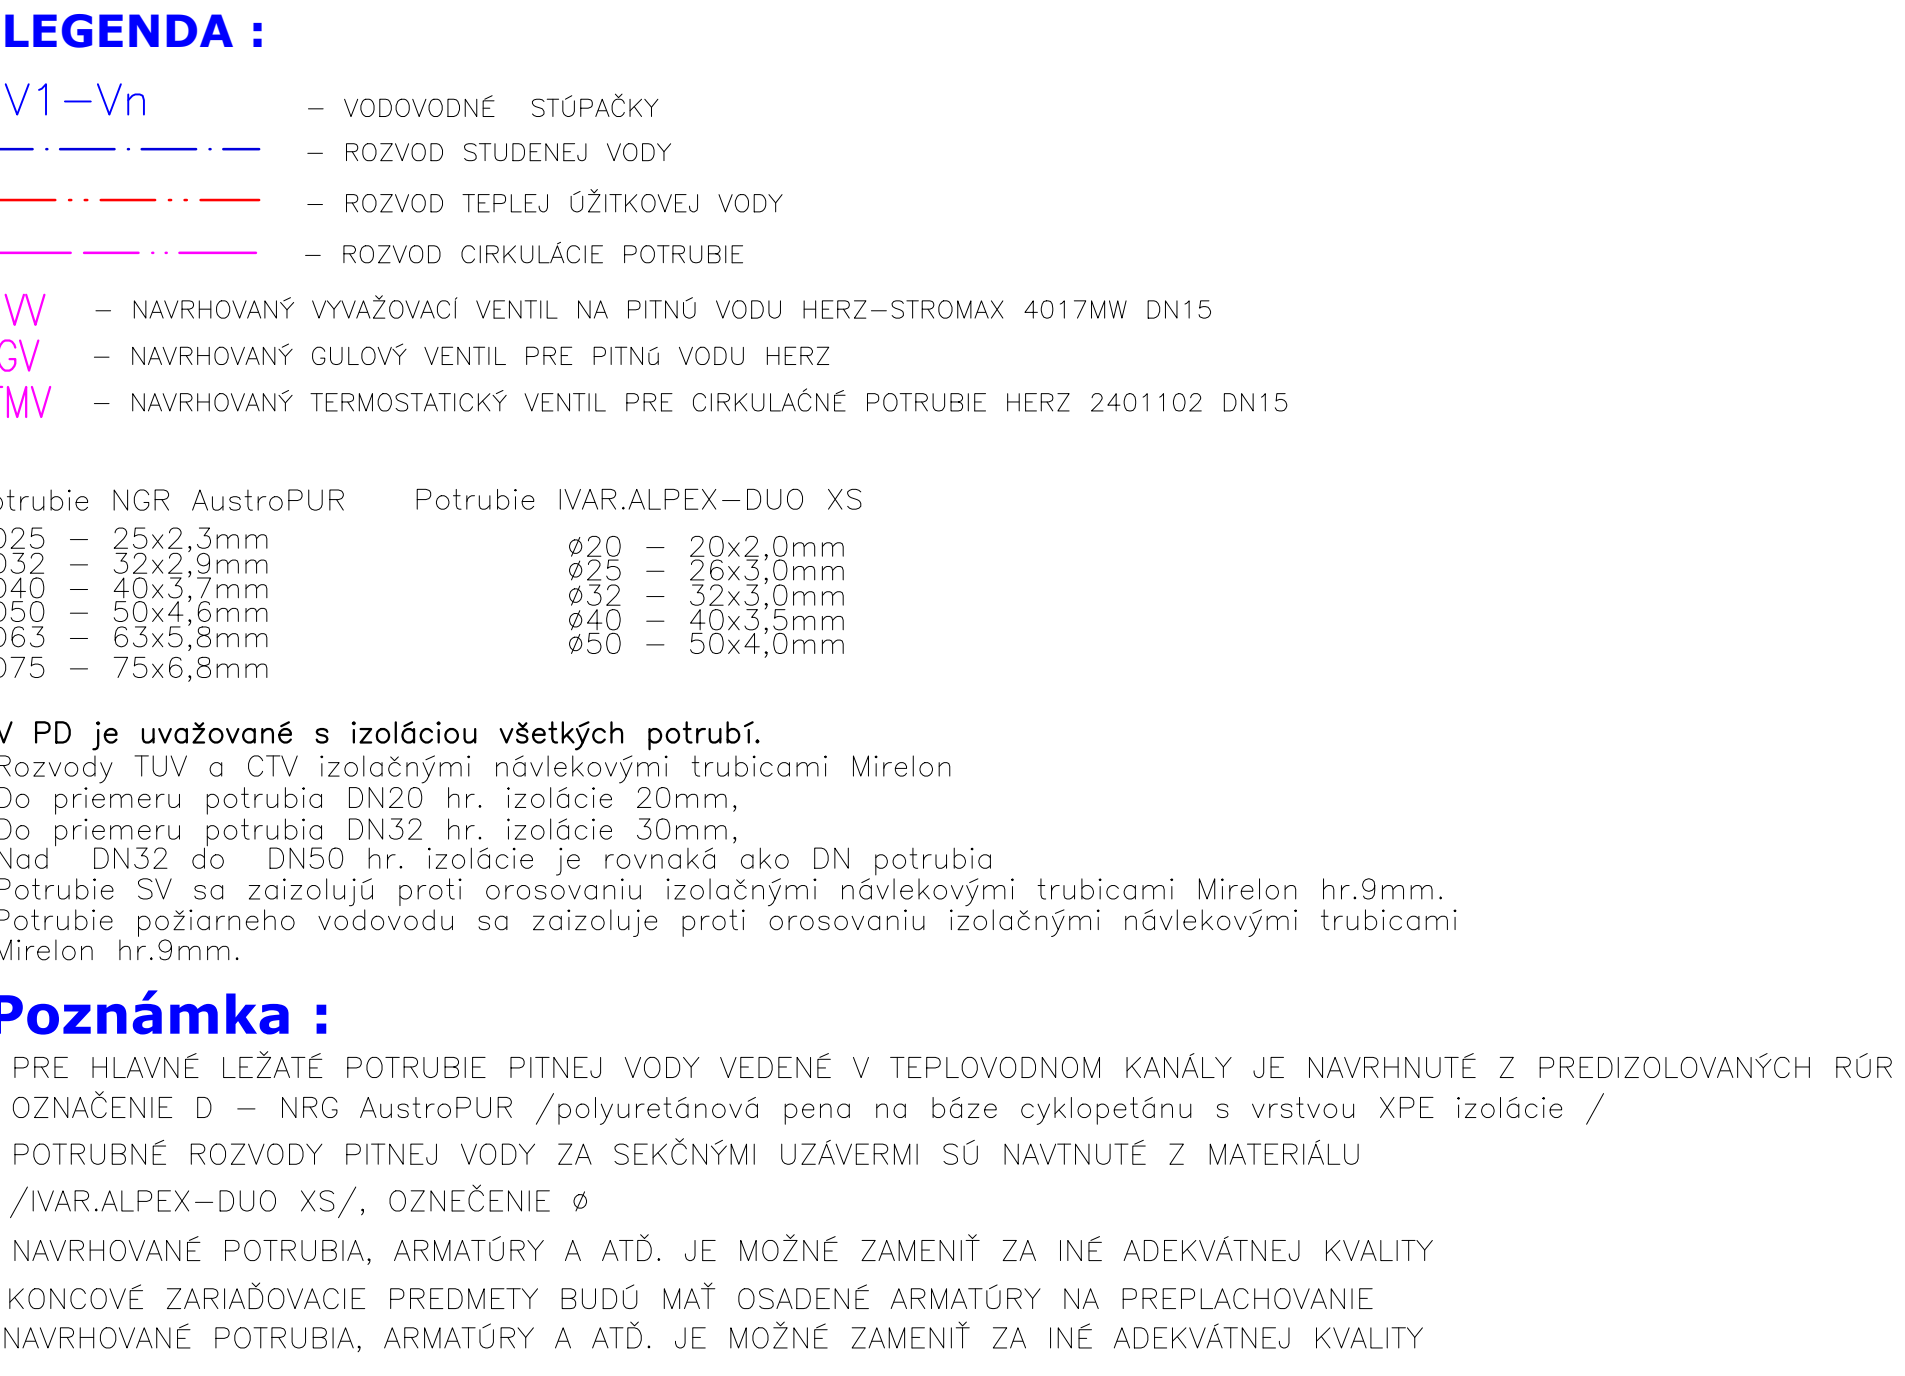 LEGENDA :
V1-Vn – VODOVODNÉ STÚPAČKY
– ROZVOD STUDENEJ VODY
– ROZVOD TEPLEJ ÚŽITKOVEJ VODY
– ROZVOD CIRKULÁCIE POTRUBIE
VV – NAVRHOVANÝ VYVAŽOVACÍ VENTIL NA PITNÚ VODU HERZ-STROMAX 4017MW DN15
GV – NAVRHOVANÝ GULOVÝ VENTIL PRE PITNú VODU HERZ
TMV – NAVRHOVANÝ TERMOSTATICKÝ VENTIL PRE CIRKULAĆNÉ POTRUBIE HERZ 2401102 DN15
otrubie NGR AustroPUR
D25 – 25x2,3mm
D32 – 32x2,9mm
D40 – 40x3,7mm
D50 – 50x4,6mm
D63 – 63x5,8mm
D75 – 75x6,8mm
Potrubie IVAR.ALPEX-DUO XS
ø20 – 20x2,0mm
ø25 – 26x3,0mm
ø32 – 32x3,0mm
ø40 – 40x3,5mm
ø50 – 50x4,0mm
V PD je uvažované s izoláciou všetkých potrubí.
Rozvody TUV a CTV izolačnými návlekovými trubicami Mirelon
Do priemeru potrubia DN20 hr. izolácie 20mm,
Do priemeru potrubia DN32 hr. izolácie 30mm,
Nad DN32 do DN50 hr. izolácie je rovnaká ako DN potrubia
Potrubie SV sa zaizolujú proti orosovaniu izolačnými návlekovými trubicami Mirelon hr.9mm.
Potrubie požiarneho vodovodu sa zaizoluje proti orosovaniu izolačnými návlekovými trubicami
Mirelon hr.9mm.
Poznámka :
PRE HLAVNÉ LEŽATÉ POTRUBIE PITNEJ VODY VEDENÉ V TEPLOVODNOM KANÁLY JE NAVRHNUTÉ Z PREDIZOLOVANÝCH RÚR
OZNAČENIE D – NRG AustroPUR /polyuretánová pena na báze cyklopetánu s vrstvou XPE izolácie /
POTRUBNÉ ROZVODY PITNEJ VODY ZA SEKČNÝMI UZÁVERMI SÚ NAVTNUTÉ Z MATERIÁLU
/IVAR.ALPEX-DUO XS/, OZNEČENIE ø
NAVRHOVANÉ POTRUBIA, ARMATÚRY A ATĎ. JE MOŽNÉ ZAMENIŤ ZA INÉ ADEKVÁTNEJ KVALITY
KONCOVÉ ZARIAĎOVACIE PREDMETY BUDÚ MAŤ OSADENÉ ARMATÚRY NA PREPLACHOVANIE
NAVRHOVANÉ POTRUBIA, ARMATÚRY A ATĎ. JE MOŽNÉ ZAMENIŤ ZA INÉ ADEKVÁTNEJ KVALITY